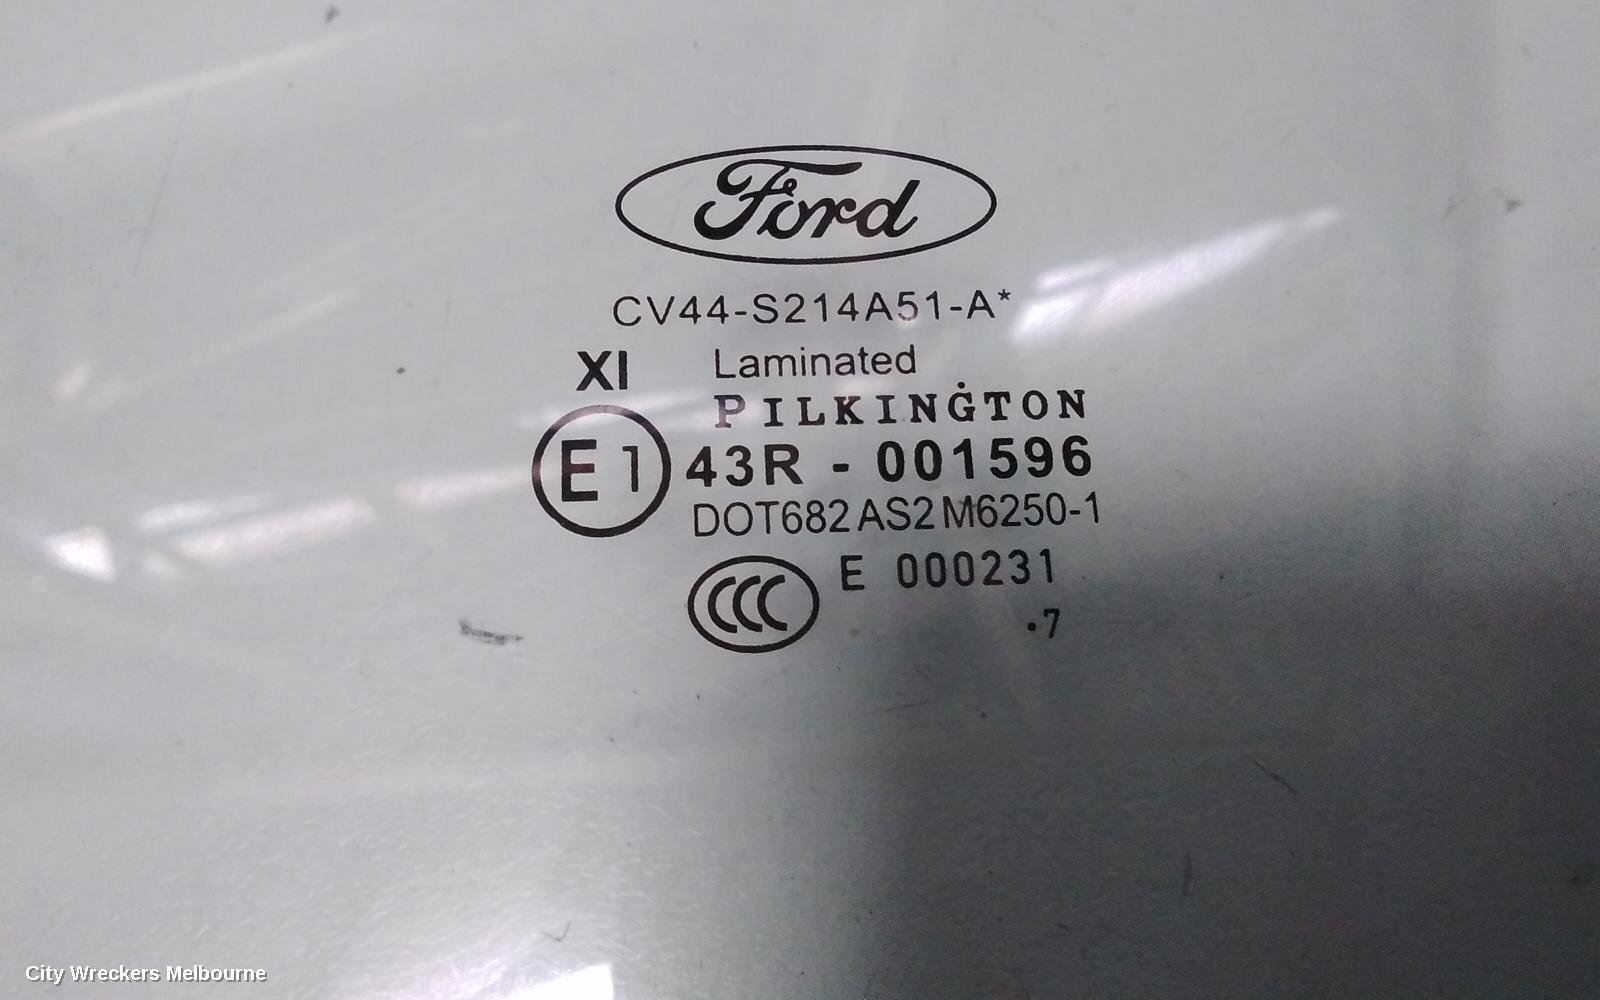 Ford
CV44-S214A51-A*
XI Laminated
PILKINGTON
E1 43R - 001596
DOT682 AS2 M6250-1
CCC E 000231
.7
City Wreckers Melbourne